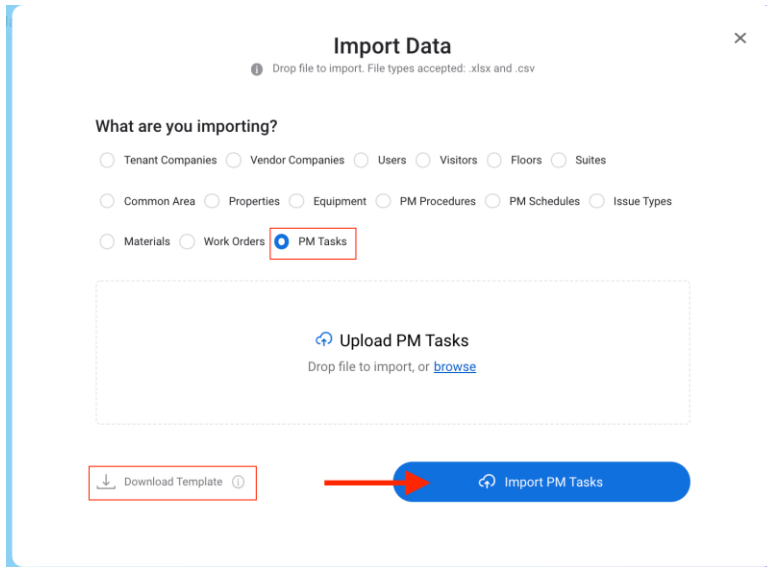 Import Data
Drop file to import. File types accepted: .xlsx and .csv
What are you importing?
Tenant Companies Vendor Companies Users Visitors Floors Suites
Common Area Properties Equipment PM Procedures PM Schedules Issue Types
Materials Work Orders PM Tasks
Upload PM Tasks
Drop file to import, or browse
Download Template Import PM Tasks